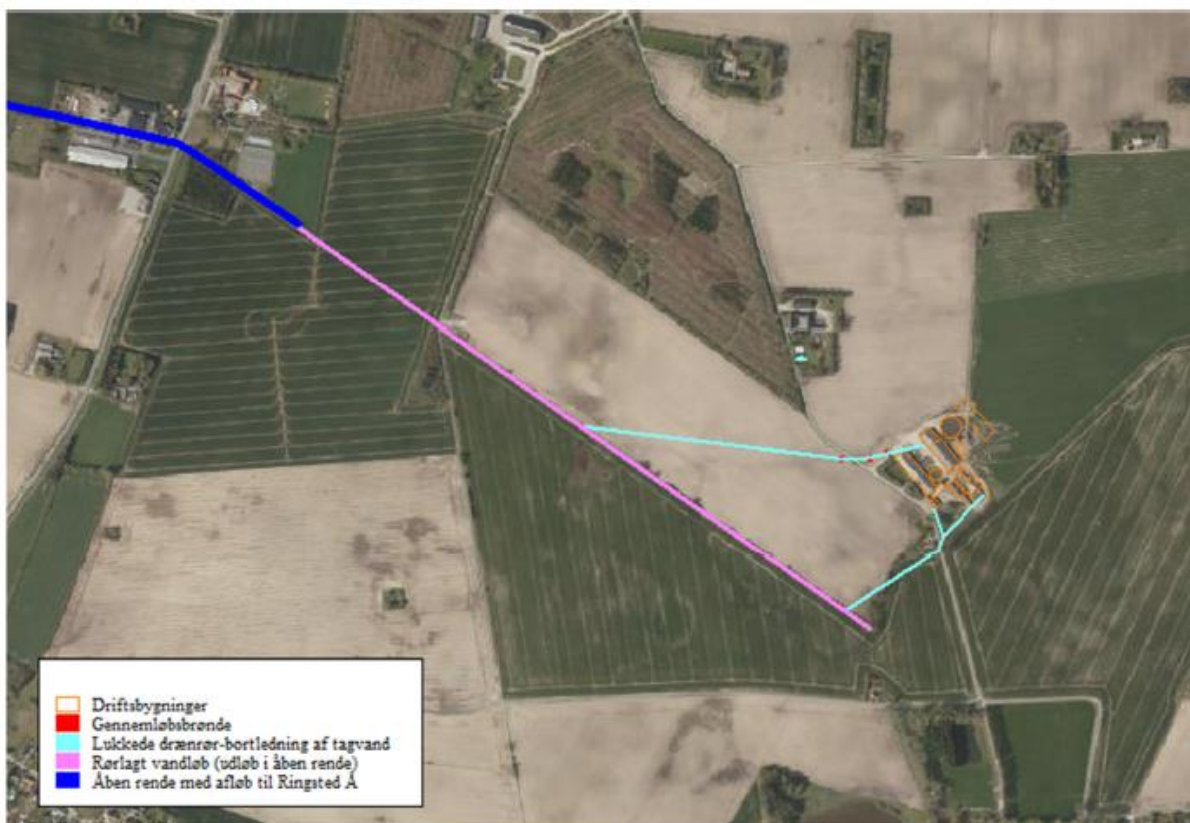 Driftsbygninger
Gennemløbsbrønde
Lukkede drænrør-bortledning af tagvand
Rørlagt vandløb (udløb i åben rende)
Åben rende med afløb til Ringsted Å